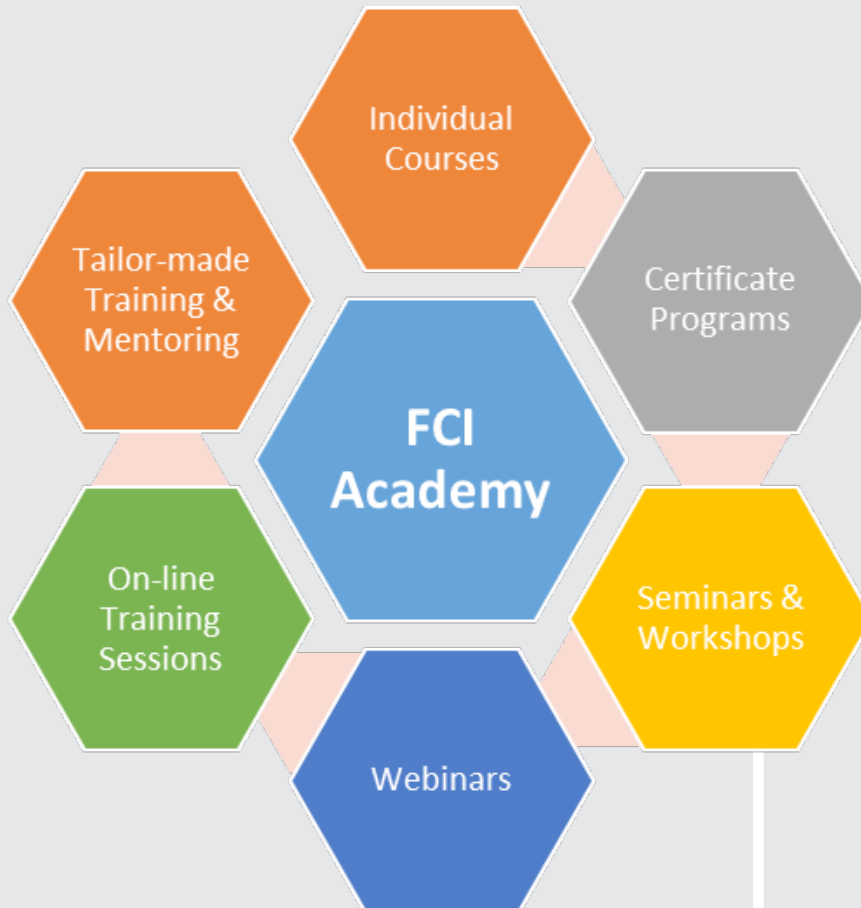 Individual
Courses
Certificate
Programs
Seminars &
Workshops
Webinars
On-line
Training
Sessions
Tailor-made
Training &
Mentoring
FCI
Academy